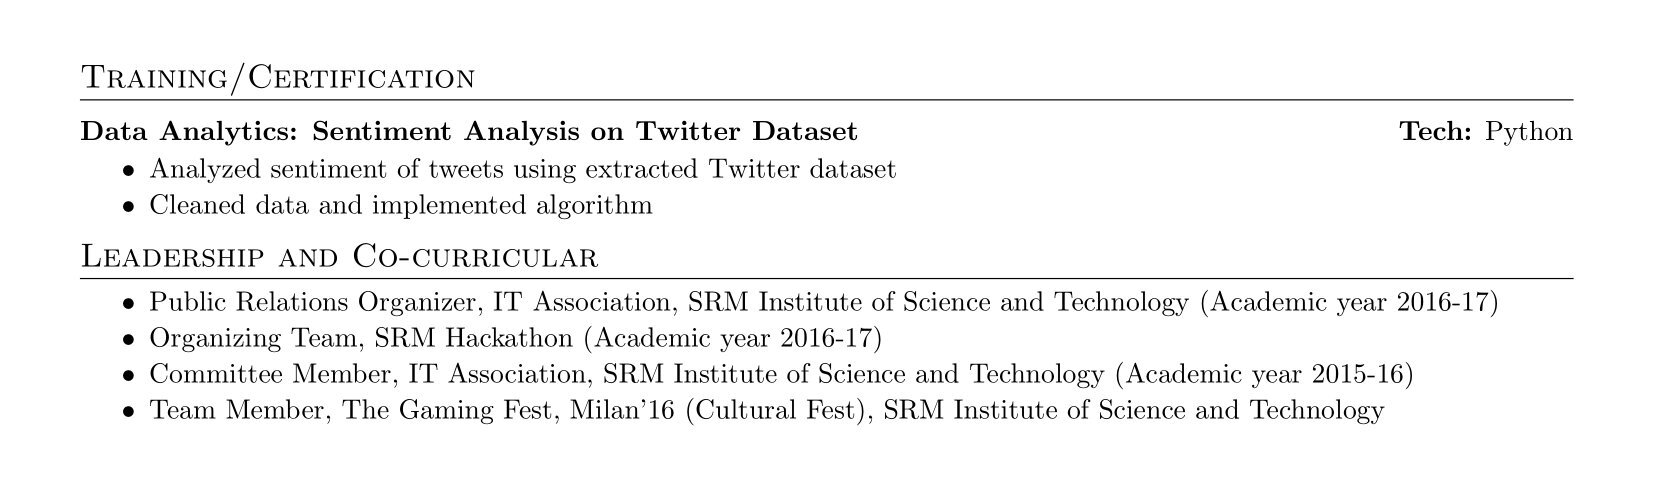 Training/Certification
Data Analytics: Sentiment Analysis on Twitter Dataset Tech: Python
• Analyzed sentiment of tweets using extracted Twitter dataset
• Cleaned data and implemented algorithm
Leadership and Co-curricular
• Public Relations Organizer, IT Association, SRM Institute of Science and Technology (Academic year 2016-17)
• Organizing Team, SRM Hackathon (Academic year 2016-17)
• Committee Member, IT Association, SRM Institute of Science and Technology (Academic year 2015-16)
• Team Member, The Gaming Fest, Milan’16 (Cultural Fest), SRM Institute of Science and Technology